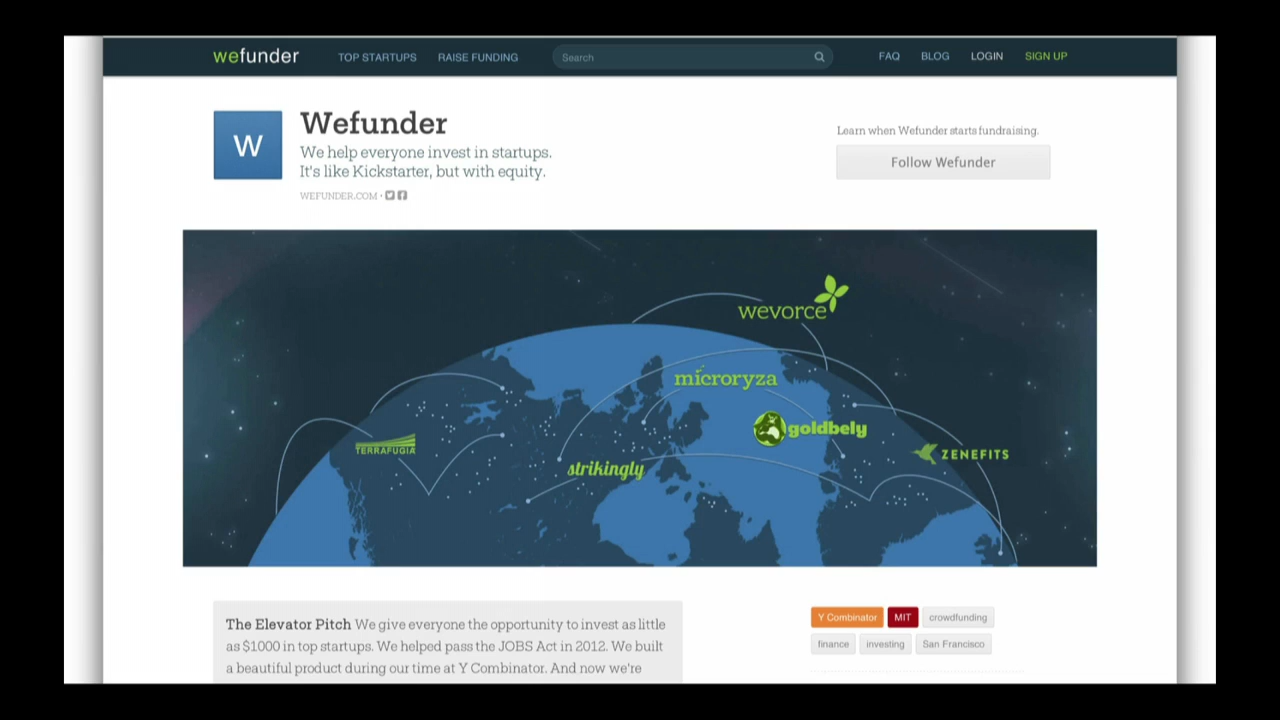 wefunder TOP STARTUPS RAISE FUNDING Search FAQ BLOG LOGIN SIGN UP
W
Wefunder
We help everyone invest in startups.
It's like Kickstarter, but with equity.
WEFUNDER.COM •
Learn when Wefunder starts fundraising.
Follow Wefunder
wevorce
microryza
goldbely
TERRAFUGIA
ZENEFITS
strikingly
The Elevator Pitch We give everyone the opportunity to invest as little
as $1000 in top startups. We helped pass the JOBS Act in 2012. We built
a beautiful product during our time at Y Combinator. And now we're
Y Combinator MIT crowdfunding
finance investing San Francisco